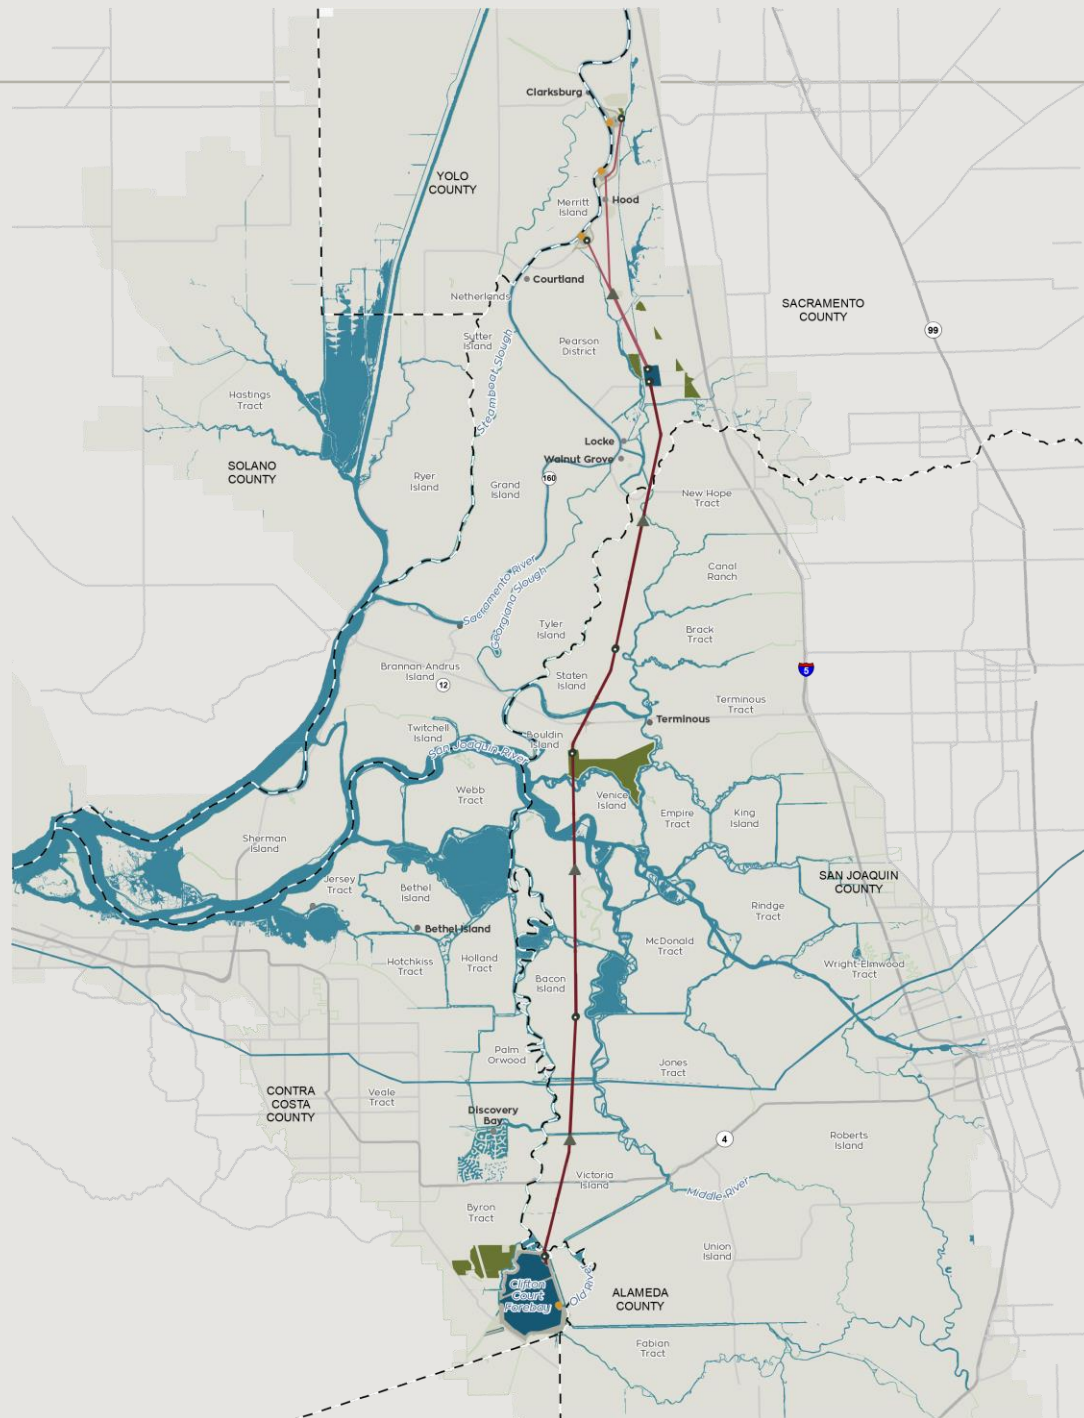 Clarksburg
YOLO
COUNTY
Merritt
Island
Hood
Courtland
Netherlands
SACRAMENTO
COUNTY
99
Sutter
Island
Steamboat Slough
Pearson
District
Hastings
Tract
Locke
Walnut Grove
SOLANO
COUNTY
Ryer
Island
Grand
Island
160
New Hope
Tract
Canal
Ranch
Sacramento River
Georgiana Slough
Tyler
Island
Brack
Tract
Brannan-Andrus
Island
12
Staten
Island
5
Terminous
Tract
Terminous
Twitchell
Island
San Joaquin River
Bouldin
Island
Webb
Tract
Venice
Island
Empire
Tract
King
Island
Sherman
Island
Jersey
Tract
Bethel
Island
SAN JOAQUIN
COUNTY
Rindge
Tract
Bethel Island
McDonald
Tract
Hotchkiss
Tract
Holland
Tract
Wright-Elmwood
Tract
Bacon
Island
Palm
Orwood
Jones
Tract
CONTRA
COSTA
COUNTY
Veale
Tract
Discovery
Bay
4
Roberts
Island
Victoria
Island
Middle River
Byron
Tract
Union
Island
Clifton
Court
Forebay
Old River
ALAMEDA
COUNTY
Fabian
Tract